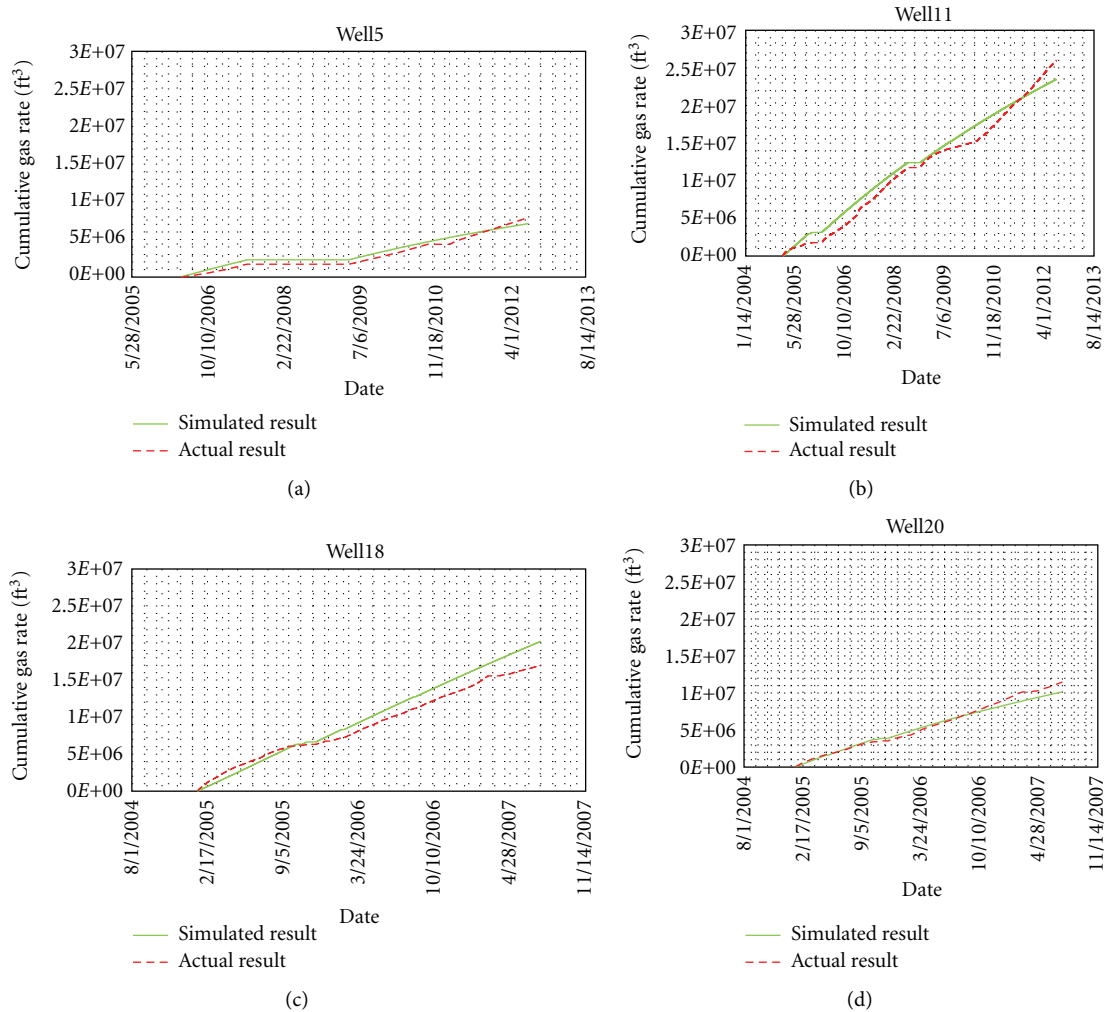 Well5
Cumulative gas rate (ft³)
3E+07
2.5E+07
2E+07
1.5E+07
1E+07
5E+06
0E+00
5/28/2005
10/10/2006
2/22/2008
7/6/2009
11/18/2010
4/1/2012
8/14/2013
Date
Simulated result
Actual result
(a)
Well11
Cumulative gas rate (ft³)
3E+07
2.5E+07
2E+07
1.5E+07
1E+07
5E+06
0E+00
1/14/2004
5/28/2005
10/10/2006
2/22/2008
7/6/2009
11/18/2010
4/1/2012
8/14/2013
Date
Simulated result
Actual result
(b)
Well18
Cumulative gas rate (ft³)
3E+07
2.5E+07
2E+07
1.5E+07
1E+07
5E+06
0E+00
8/1/2004
2/17/2005
9/5/2005
3/24/2006
10/10/2006
4/28/2007
11/14/2007
Date
Simulated result
Actual result
(c)
Well20
Cumulative gas rate (ft³)
3E+07
2.5E+07
2E+07
1.5E+07
1E+07
5E+06
0E+00
8/1/2004
2/17/2005
9/5/2005
3/24/2006
10/10/2006
4/28/2007
11/14/2007
Date
Simulated result
Actual result
(d)